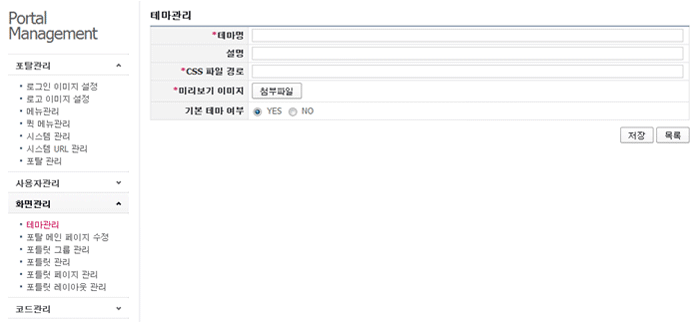 Portal
Management
포탈관리
로그인 이미지 설정
로고 이미지 설정
메뉴관리
퀵 메뉴관리
시스템 관리
시스템 URL 관리
포탈 관리
사용자관리
화면관리
테마관리
포탈 메인 페이지 수정
포틀릿 그룹 관리
포틀릿 관리
포틀릿 페이지 관리
포틀릿 레이아웃 관리
코드관리
테마관리
*테마명
설명
*CSS 파일 경로
*미리보기 이미지 첨부파일
기본 테마 여부 YES NO
저장 목록